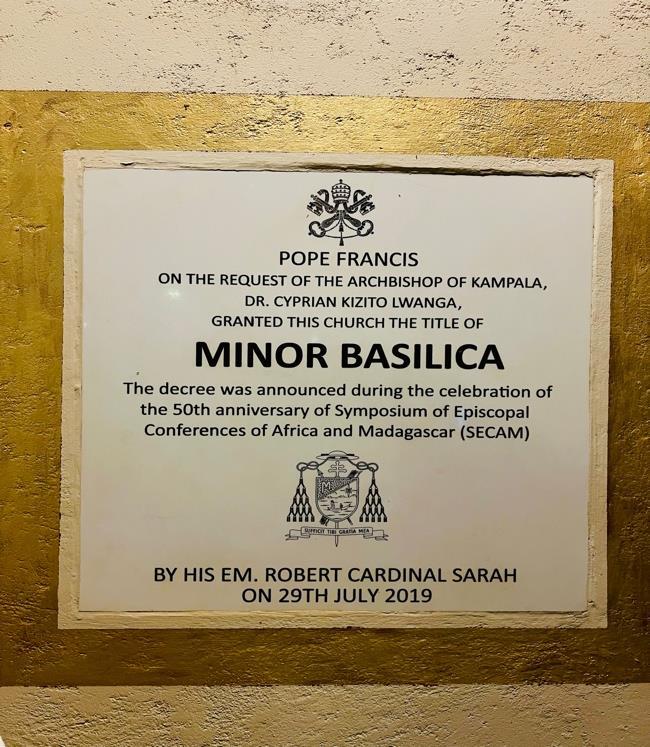 POPE FRANCIS
ON THE REQUEST OF THE ARCHBISHOP OF KAMPALA,
DR. CYPRIAN KIZITO LWANGA,
GRANTED THIS CHURCH THE TITLE OF
MINOR BASILICA
The decree was announced during the celebration of
the 50th anniversary of Symposium of Episcopal
Conferences of Africa and Madagascar (SECAM)
SUFFICIT TIBI GRATIA MEA
BY HIS EM. ROBERT CARDINAL SARAH
ON 29TH JULY 2019